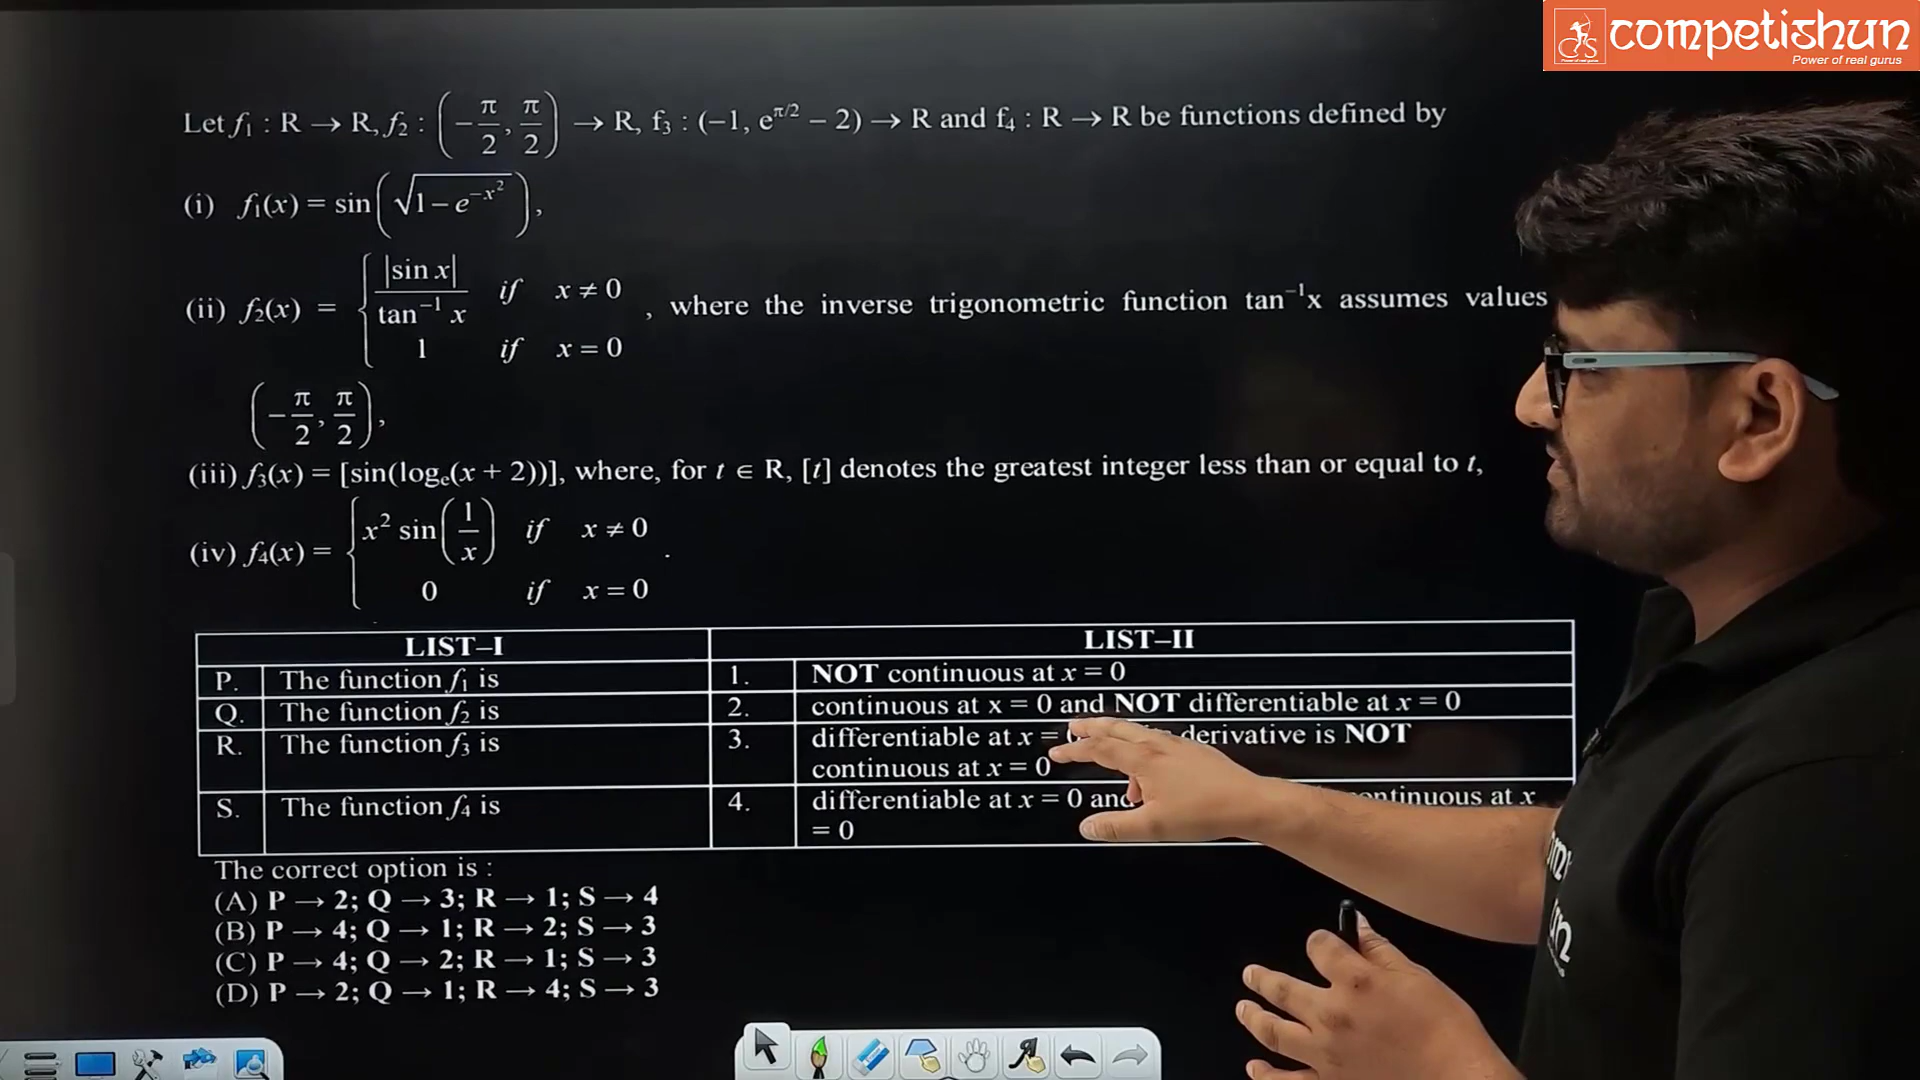 competishun
Power of real gurus
Let f₁ : R → R, f₂ : (−π/2, π/2) → R, f₃ : (−1, e^(π/2) − 2) → R and f₄ : R → R be functions defined by
(i) f₁(x) = sin(√(1 − e^(−x²))),
(ii) f₂(x) = { |sin x| / tan⁻¹ x if x ≠ 0
1 if x = 0 , where the inverse trigonometric function tan⁻¹x assumes values
(−π/2, π/2),
(iii) f₃(x) = [sin(logₑ(x + 2))], where, for t ∈ R, [t] denotes the greatest integer less than or equal to t,
(iv) f₄(x) = { x² sin(1/x) if x ≠ 0
0 if x = 0 .
LIST–I LIST–II
P. The function f₁ is 1. NOT continuous at x = 0
Q. The function f₂ is 2. continuous at x = 0 and NOT differentiable at x = 0
R. The function f₃ is 3. differentiable at x = derivative is NOT
continuous at x = 0
S. The function f₄ is 4. differentiable at x = 0 and continuous at x
= 0
The correct option is :
(A) P → 2; Q → 3; R → 1; S → 4
(B) P → 4; Q → 1; R → 2; S → 3
(C) P → 4; Q → 2; R → 1; S → 3
(D) P → 2; Q → 1; R → 4; S → 3